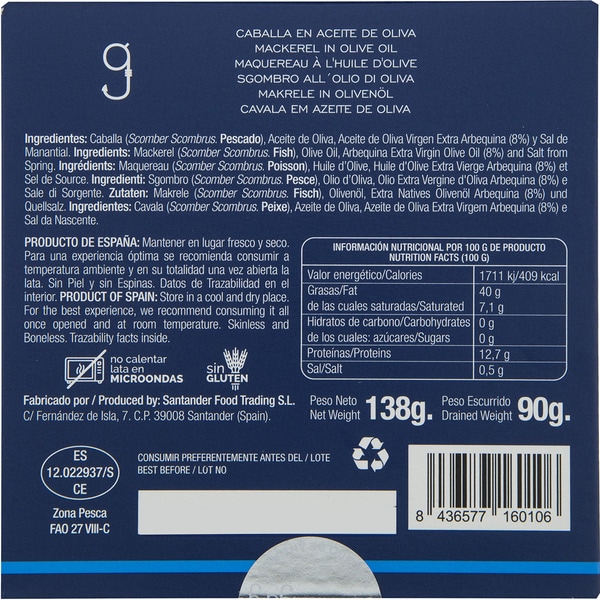 g
CABALLA EN ACEITE DE OLIVA
MACKEREL IN OLIVE OIL
MAQUEREAU À L'HUILE D'OLIVE
SGOMBRO ALL´OLIO DI OLIVA
MAKRELE IN OLIVENÖL
CAVALA EM AZEITE DE OLIVA
Ingredientes: Caballa (Scomber Scombrus. Pescado), Aceite de Oliva, Aceite de Oliva Virgen Extra Arbequina (8%) y Sal de
Manantial. Ingredients: Mackerel (Scomber Scombrus. Fish), Olive Oil, Arbequina Extra Virgin Olive Oil (8%) and Salt from
Spring. Ingrédients: Maquereau (Scomber Scombrus. Poisson), Huile d'Olive, Huile d'Olive Extra Vierge Arbequina (8%) et
Sel de Source. Ingredienti: Sgombro (Scomber Scombrus. Pesce), Olio d'Oliva, Olio Extra Vergine d'Oliva Arbequina (8%) e
Sale di Sorgente. Zutaten: Makrele (Scomber Scombrus. Fish), Olivenöl, Extra Natives Olivenöl Arbequina (8%) und
Quellsalz. Ingredientes: Cavala (Scomber Scombrus. Peixe), Azeite de Oliva, Azeite de Oliva Extra Virgem Arbequina (8%) e
Sal da Nascente.
PRODUCTO DE ESPAÑA: Mantener en lugar fresco y seco.
Para una experiencia óptima se recomienda consumir a
temperatura ambiente y en su totalidad una vez abierta la
lata. Sin Piel y sin Espinas. Datos de Trazabilidad en el
interior. PRODUCT OF SPAIN: Store in a cool and dry place.
For the best experience, we recommend consuming it all
once opened and at room temperature. Skinless and
Boneless. Trazability facts inside.
INFORMACIÓN NUTRICIONAL POR 100 G DE PRODUCTO
NUTRITION FACTS (100 G)
Valor energético/Calories 1711 kj/409 kcal
Grasas/Fat 40 g
de las cuales saturadas/Saturated 7,1 g
Hidratos de carbono/Carbohydrates 0 g
de los cuales: azúcares/Sugars 0 g
Proteínas/Proteins 12,7 g
Sal/Salt 0,5 g
no calentar
lata en
MICROONDAS
sin
GLUTEN
Fabricado por / Produced by: Santander Food Trading S.L.
C/ Fernández de Isla, 7. C.P. 39008 Santander (Spain).
Peso Neto
Net Weight 138g.
Peso Escurrido
Drained Weight 90g.
ES
12.022937/S
CE
Zona Pesca
FAO 27 VIII-C
CONSUMIR PREFERENTEMENTE ANTES DEL / LOTE
BEST BEFORE / LOT NO
8 436577 160106